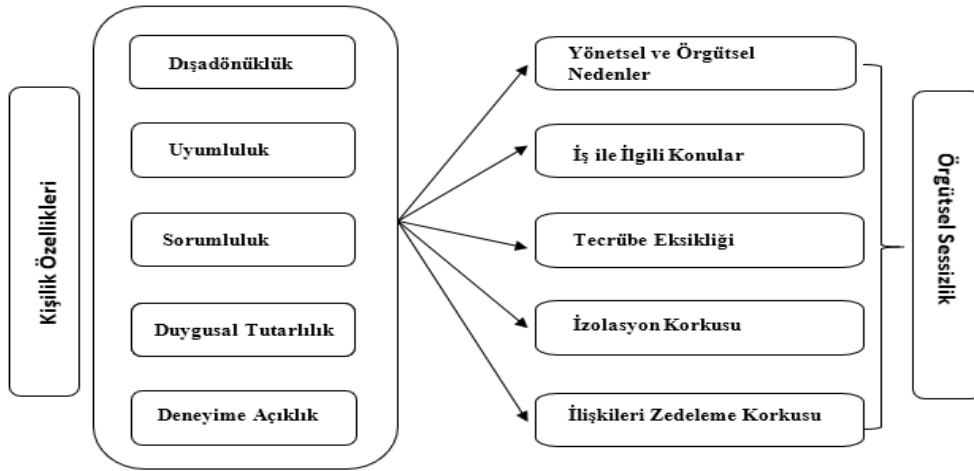 Kişilik Özellikleri
Dışadönüklük
Uyumluluk
Sorumluluk
Duygusal Tutarlılık
Deneyime Açıklık
Yönetsel ve Örgütsel
Nedenler
İş ile İlgili Konular
Tecrübe Eksikliği
İzolasyon Korkusu
İlişkileri Zedeleme Korkusu
Örgütsel Sessizlik